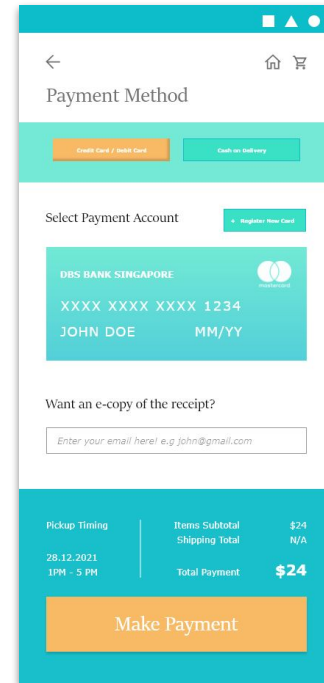 Payment Method
Credit Card / Debit Card
Cash on Delivery
Select Payment Account
+ Register New Card
DBS BANK SINGAPORE
mastercard
XXXX XXXX XXXX 1234
JOHN DOE MM/YY
Want an e-copy of the receipt?
Enter your email here! e.g john@gmail.com
Pickup Timing
Items Subtotal $24
Shipping Total N/A
28.12.2021
1PM - 5 PM
Total Payment $24
Make Payment